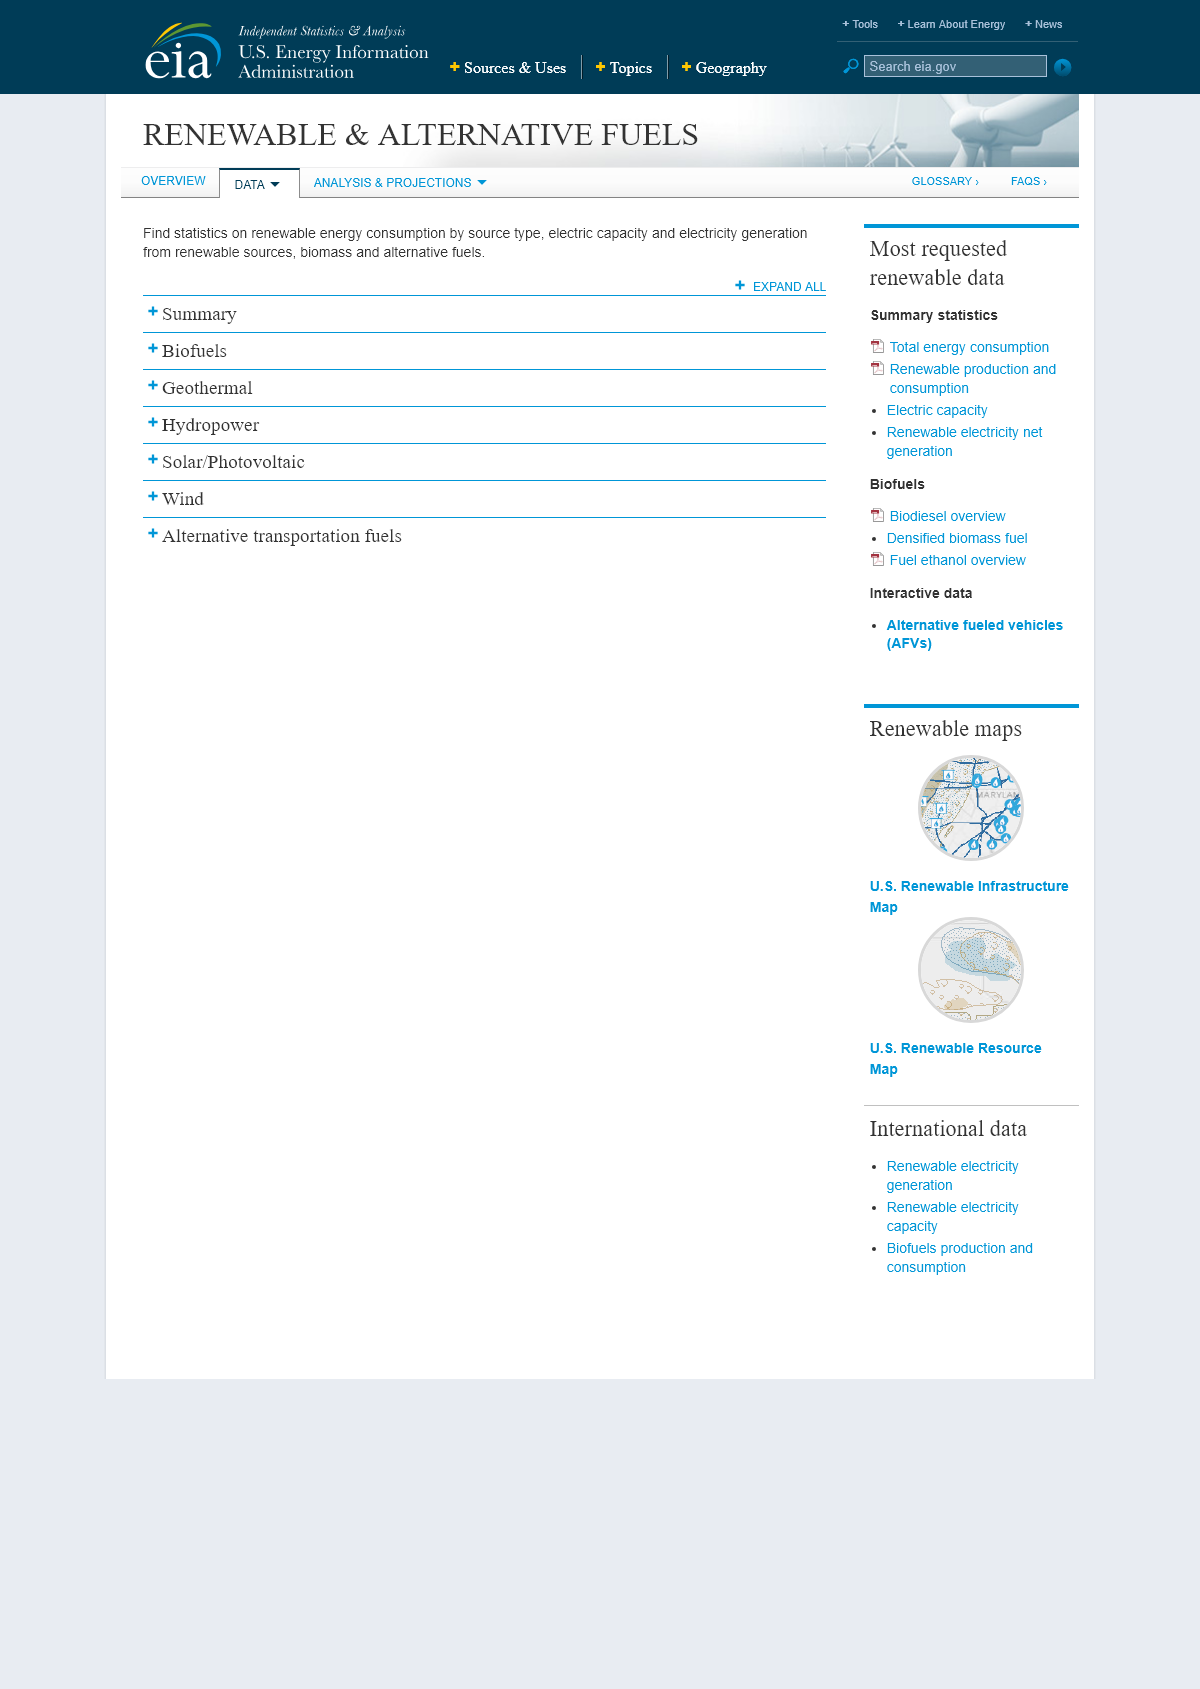 Independent Statistics & Analysis
eia
U.S. Energy Information
Administration
+ Tools
+ Learn About Energy
+ News
+ Sources & Uses
+ Topics
+ Geography
Search eia.gov
RENEWABLE & ALTERNATIVE FUELS
OVERVIEW
DATA
ANALYSIS & PROJECTIONS
GLOSSARY ›
FAQS ›
Find statistics on renewable energy consumption by source type, electric capacity and electricity generation
from renewable sources, biomass and alternative fuels.
+ EXPAND ALL
+ Summary
+ Biofuels
+ Geothermal
+ Hydropower
+ Solar/Photovoltaic
+ Wind
+ Alternative transportation fuels
Most requested
renewable data
Summary statistics
Total energy consumption
Renewable production and
consumption
• Electric capacity
• Renewable electricity net
generation
Biofuels
Biodiesel overview
• Densified biomass fuel
Fuel ethanol overview
Interactive data
• Alternative fueled vehicles
(AFVs)
Renewable maps
MARYLAN
U.S. Renewable Infrastructure
Map
U.S. Renewable Resource
Map
International data
• Renewable electricity
generation
• Renewable electricity
capacity
• Biofuels production and
consumption